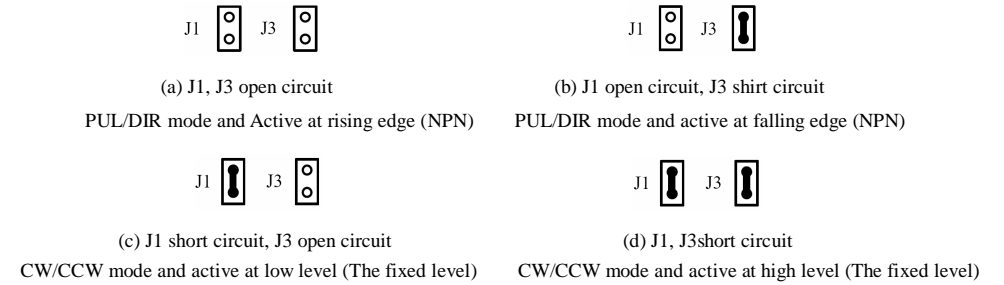 J1 J3
J1 J3
(a) J1, J3 open circuit
(b) J1 open circuit, J3 shirt circuit
PUL/DIR mode and Active at rising edge (NPN)
PUL/DIR mode and active at falling edge (NPN)
J1 J3
J1 J3
(c) J1 short circuit, J3 open circuit
(d) J1, J3short circuit
CW/CCW mode and active at low level (The fixed level)
CW/CCW mode and active at high level (The fixed level)